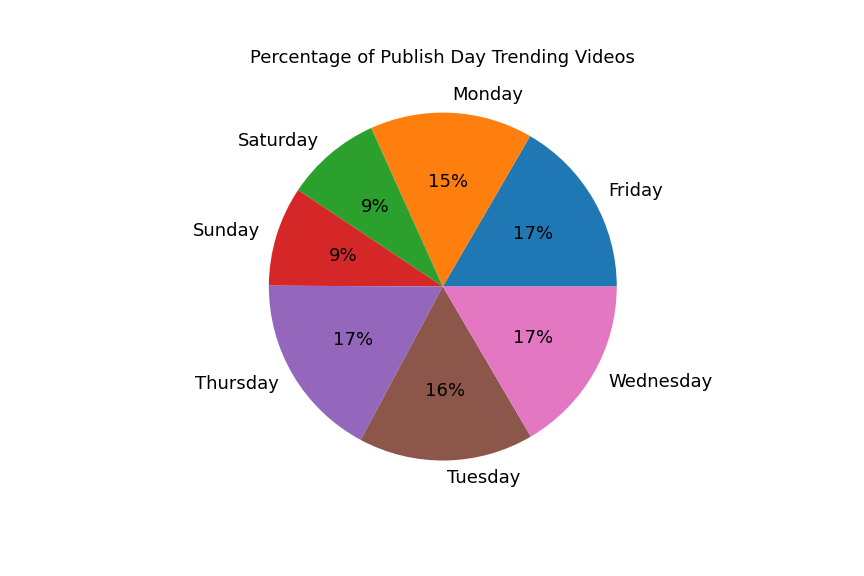 Percentage of Publish Day Trending Videos
Monday
Saturday
15%
Friday
9%
17%
Sunday
9%
17%
17%
Thursday
Wednesday
16%
Tuesday